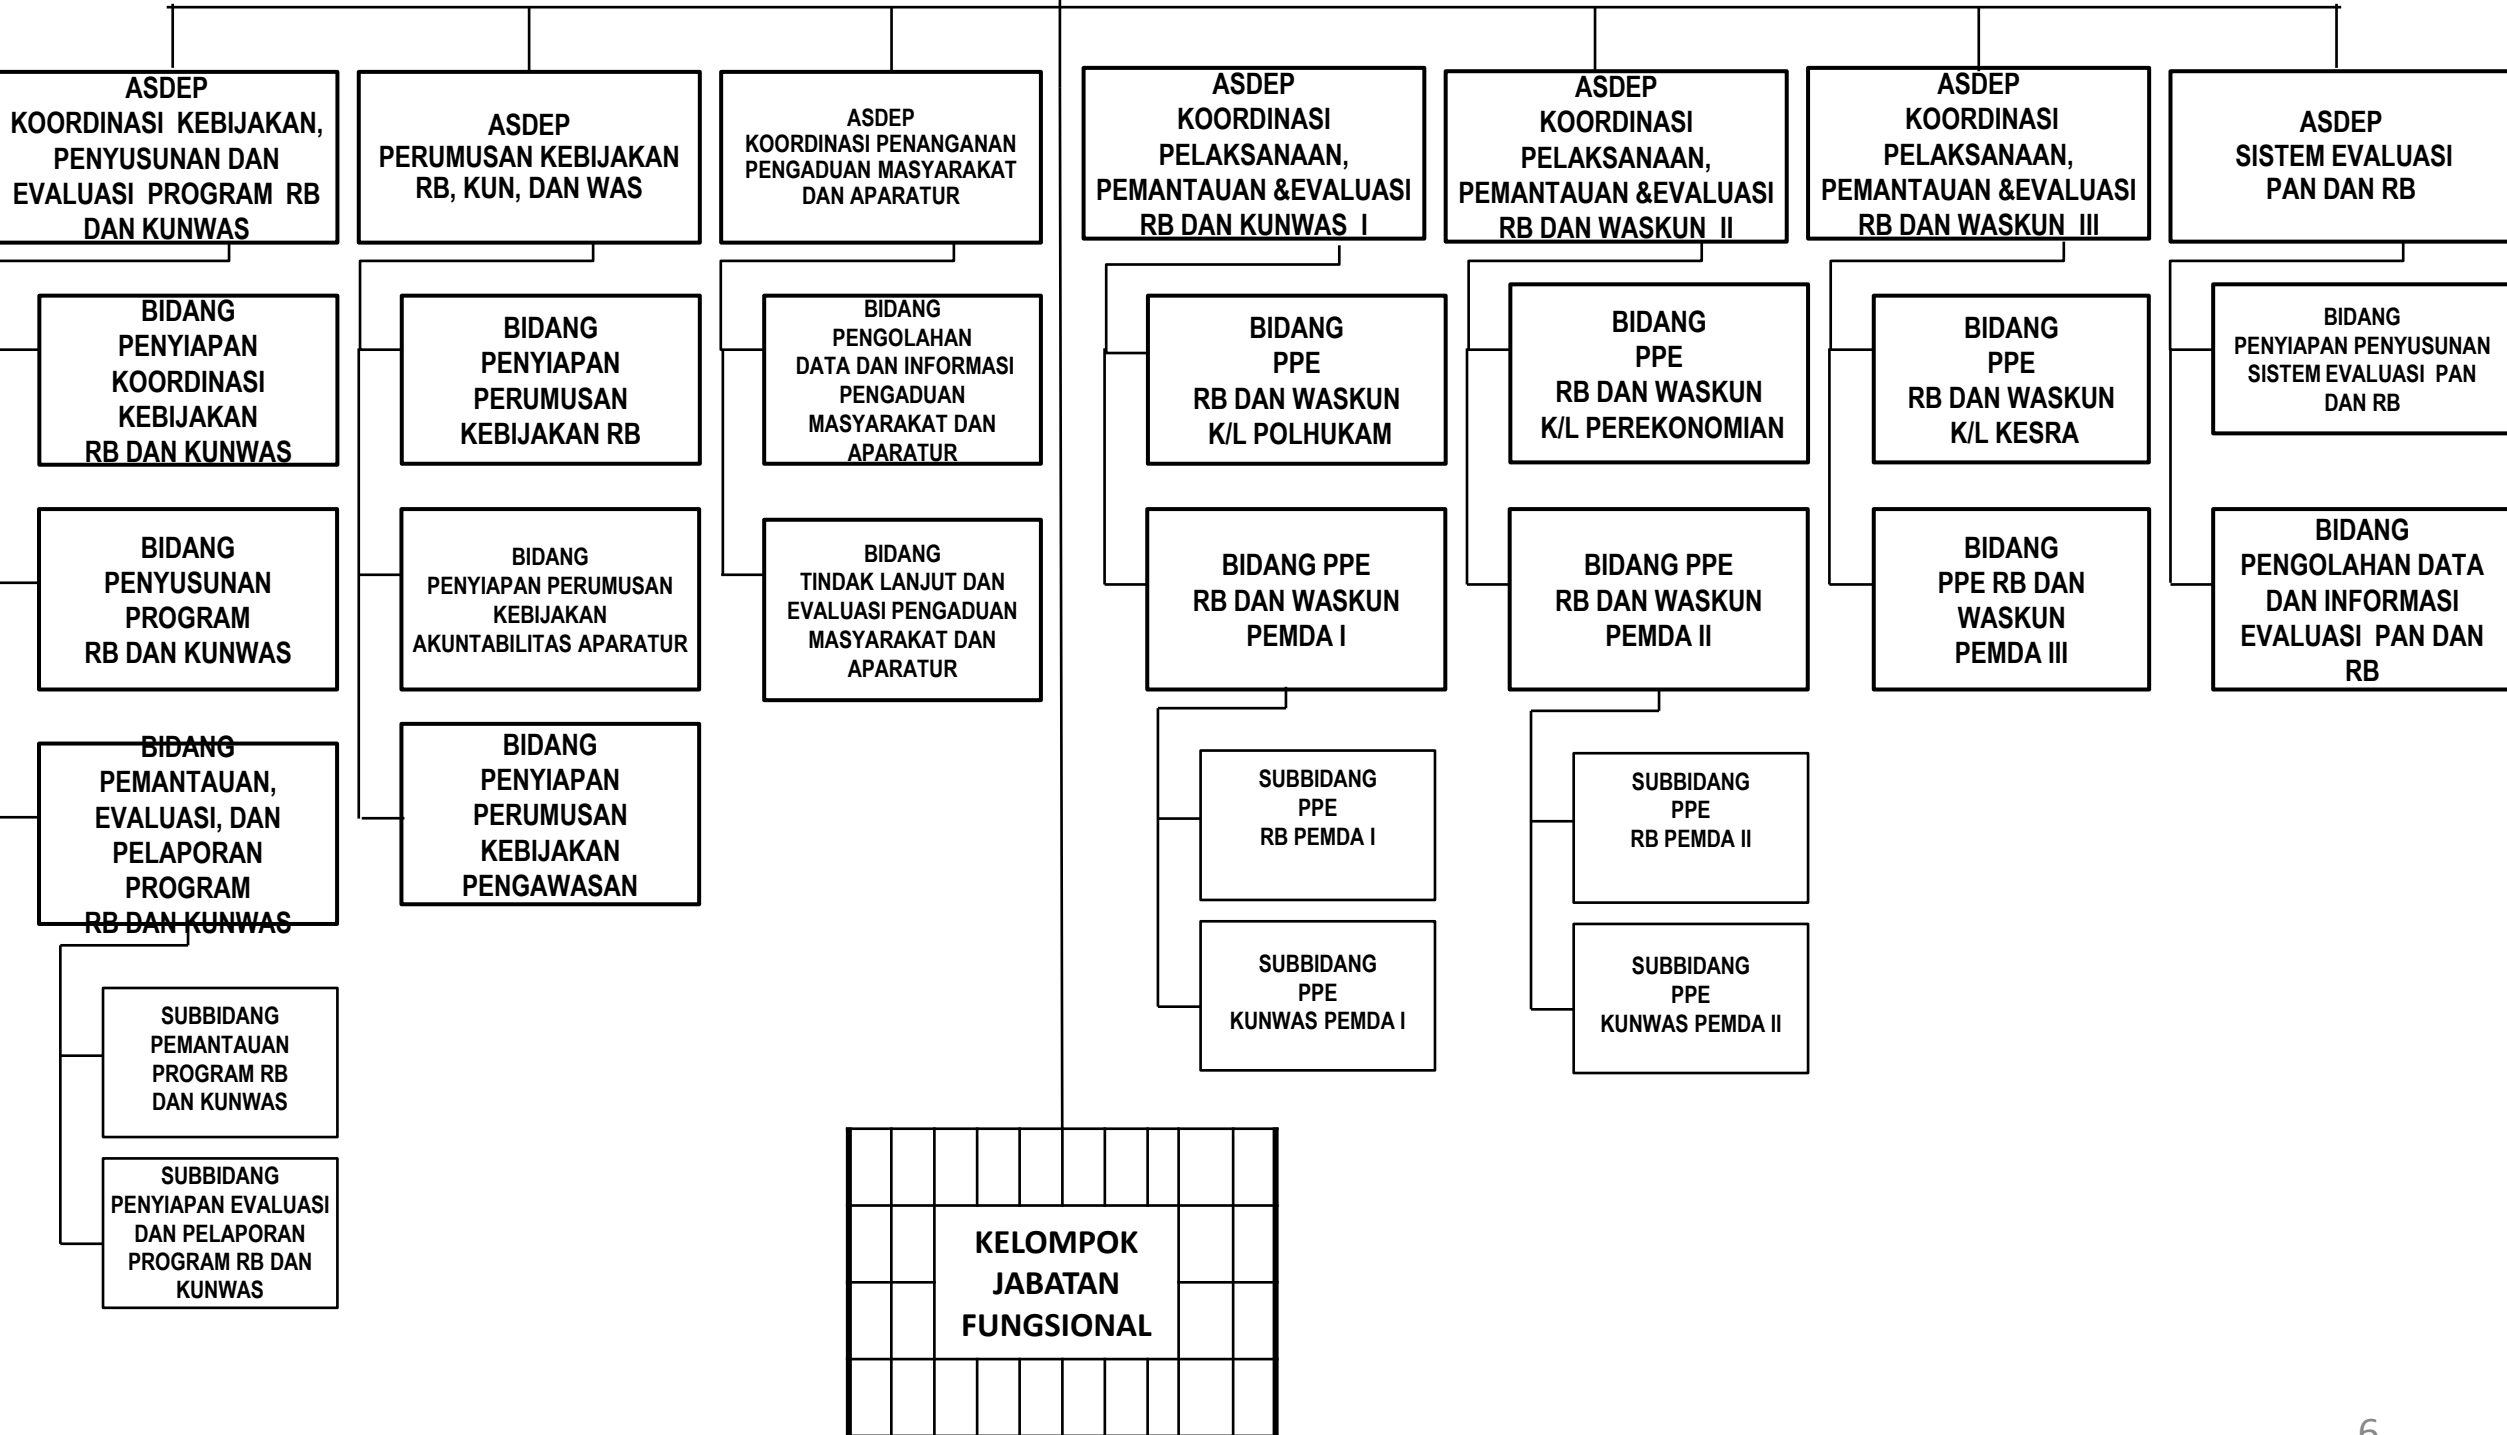 ASDEP
KOORDINASI KEBIJAKAN,
PENYUSUNAN DAN
EVALUASI PROGRAM RB
DAN KUNWAS
ASDEP
PERUMUSAN KEBIJAKAN
RB, KUN, DAN WAS
ASDEP
KOORDINASI PENANGANAN
PENGADUAN MASYARAKAT
DAN APARATUR
ASDEP
KOORDINASI
PELAKSANAAN,
PEMANTAUAN &EVALUASI
RB DAN KUNWAS I
ASDEP
KOORDINASI
PELAKSANAAN,
PEMANTAUAN &EVALUASI
RB DAN WASKUN II
ASDEP
KOORDINASI
PELAKSANAAN,
PEMANTAUAN &EVALUASI
RB DAN WASKUN III
ASDEP
SISTEM EVALUASI
PAN DAN RB
BIDANG
PENYIAPAN
KOORDINASI
KEBIJAKAN
RB DAN KUNWAS
BIDANG
PENYIAPAN
PERUMUSAN
KEBIJAKAN RB
BIDANG
PENGOLAHAN
DATA DAN INFORMASI
PENGADUAN
MASYARAKAT DAN
APARATUR
BIDANG
PPE
RB DAN WASKUN
K/L POLHUKAM
BIDANG
PPE
RB DAN WASKUN
K/L PEREKONOMIAN
BIDANG
PPE
RB DAN WASKUN
K/L KESRA
BIDANG
PENYIAPAN PENYUSUNAN
SISTEM EVALUASI PAN
DAN RB
BIDANG
PENYUSUNAN
PROGRAM
RB DAN KUNWAS
BIDANG
PENYIAPAN PERUMUSAN
KEBIJAKAN
AKUNTABILITAS APARATUR
BIDANG
TINDAK LANJUT DAN
EVALUASI PENGADUAN
MASYARAKAT DAN
APARATUR
BIDANG PPE
RB DAN WASKUN
PEMDA I
BIDANG PPE
RB DAN WASKUN
PEMDA II
BIDANG
PPE RB DAN
WASKUN
PEMDA III
BIDANG
PENGOLAHAN DATA
DAN INFORMASI
EVALUASI PAN DAN
RB
BIDANG
PEMANTAUAN,
EVALUASI, DAN
PELAPORAN
PROGRAM
RB DAN KUNWAS
BIDANG
PENYIAPAN
PERUMUSAN
KEBIJAKAN
PENGAWASAN
SUBBIDANG
PPE
RB PEMDA I
SUBBIDANG
PPE
RB PEMDA II
SUBBIDANG
PPE
KUNWAS PEMDA I
SUBBIDANG
PPE
KUNWAS PEMDA II
SUBBIDANG
PEMANTAUAN
PROGRAM RB
DAN KUNWAS
SUBBIDANG
PENYIAPAN EVALUASI
DAN PELAPORAN
PROGRAM RB DAN
KUNWAS
KELOMPOK
JABATAN
FUNGSIONAL
6